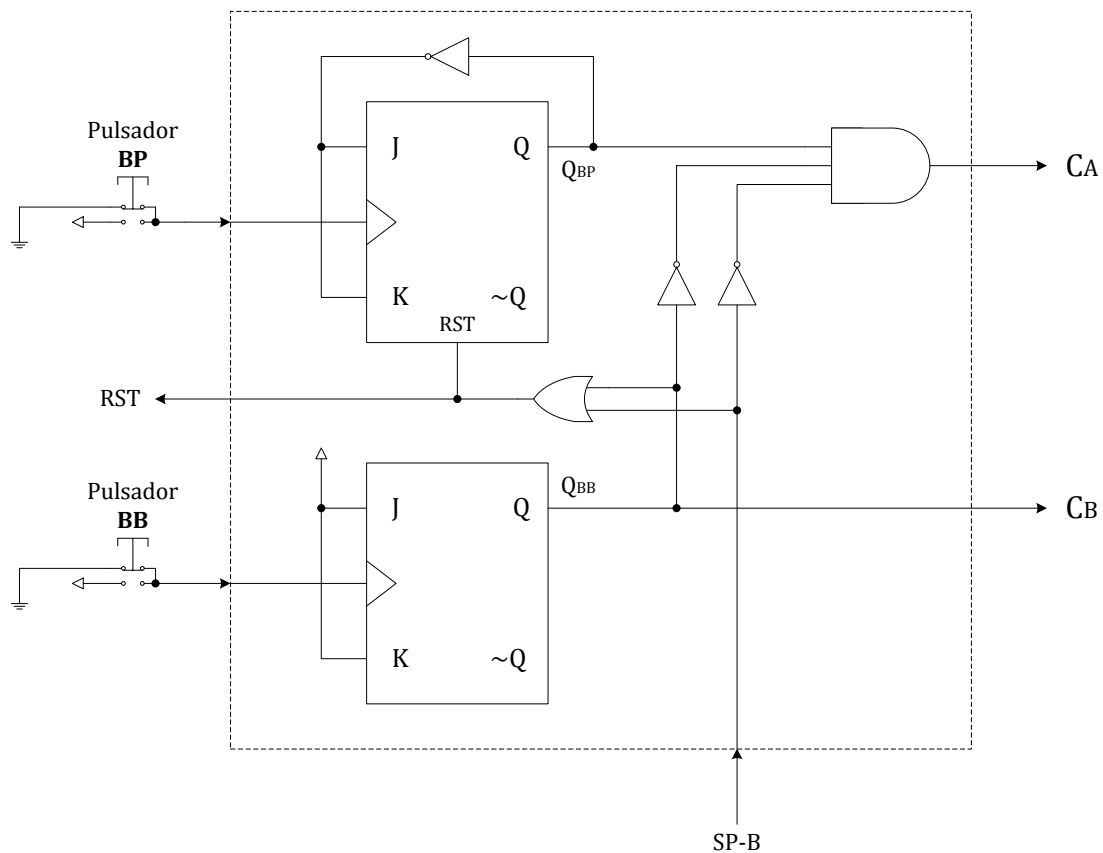 Pulsador
BP
J
Q
QBP
CA
K
~Q
RST
RST
Pulsador
BB
J
Q
QBB
CB
K
~Q
SP-B